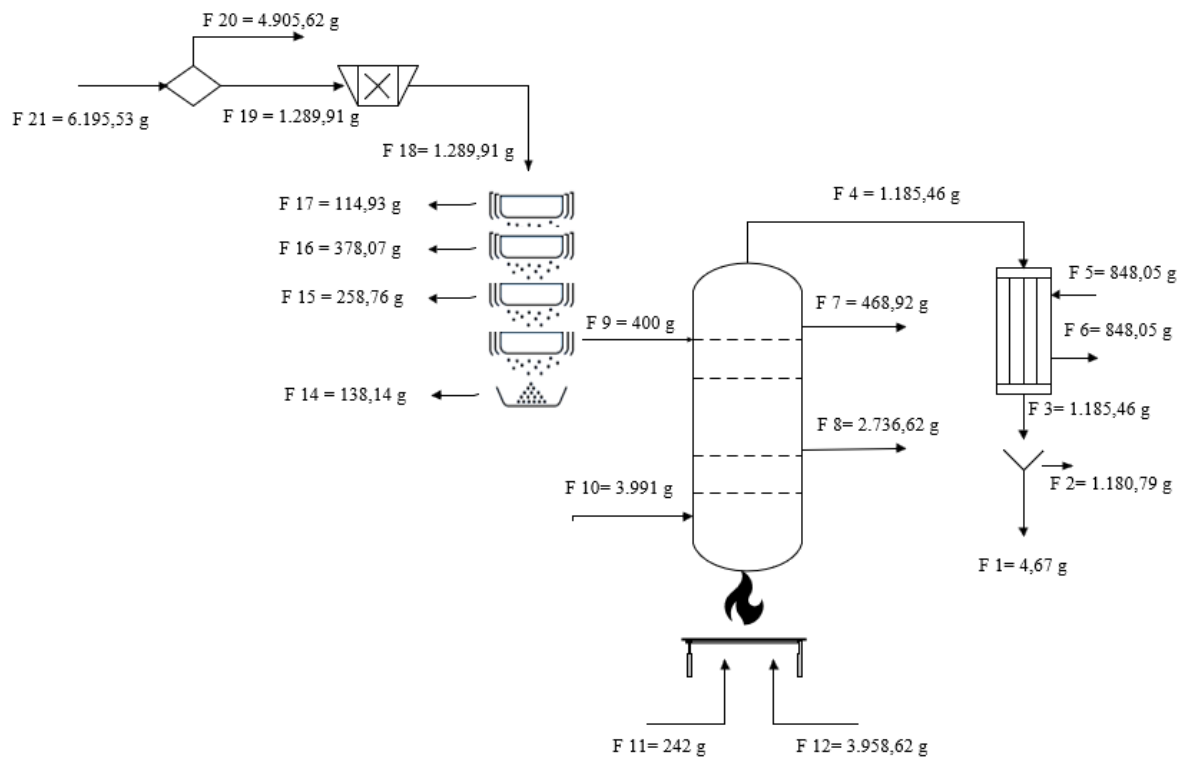 F 20 = 4.905,62 g
F 21 = 6.195,53 g
F 19 = 1.289,91 g
F 18= 1.289,91 g
F 17 = 114,93 g
F 16 = 378,07 g
F 15 = 258,76 g
F 14 = 138,14 g
F 9 = 400 g
F 4 = 1.185,46 g
F 5= 848,05 g
F 7 = 468,92 g
F 6= 848,05 g
F 3= 1.185,46 g
F 8= 2.736,62 g
F 2= 1.180,79 g
F 10= 3.991 g
F 1= 4,67 g
F 11= 242 g
F 12= 3.958,62 g